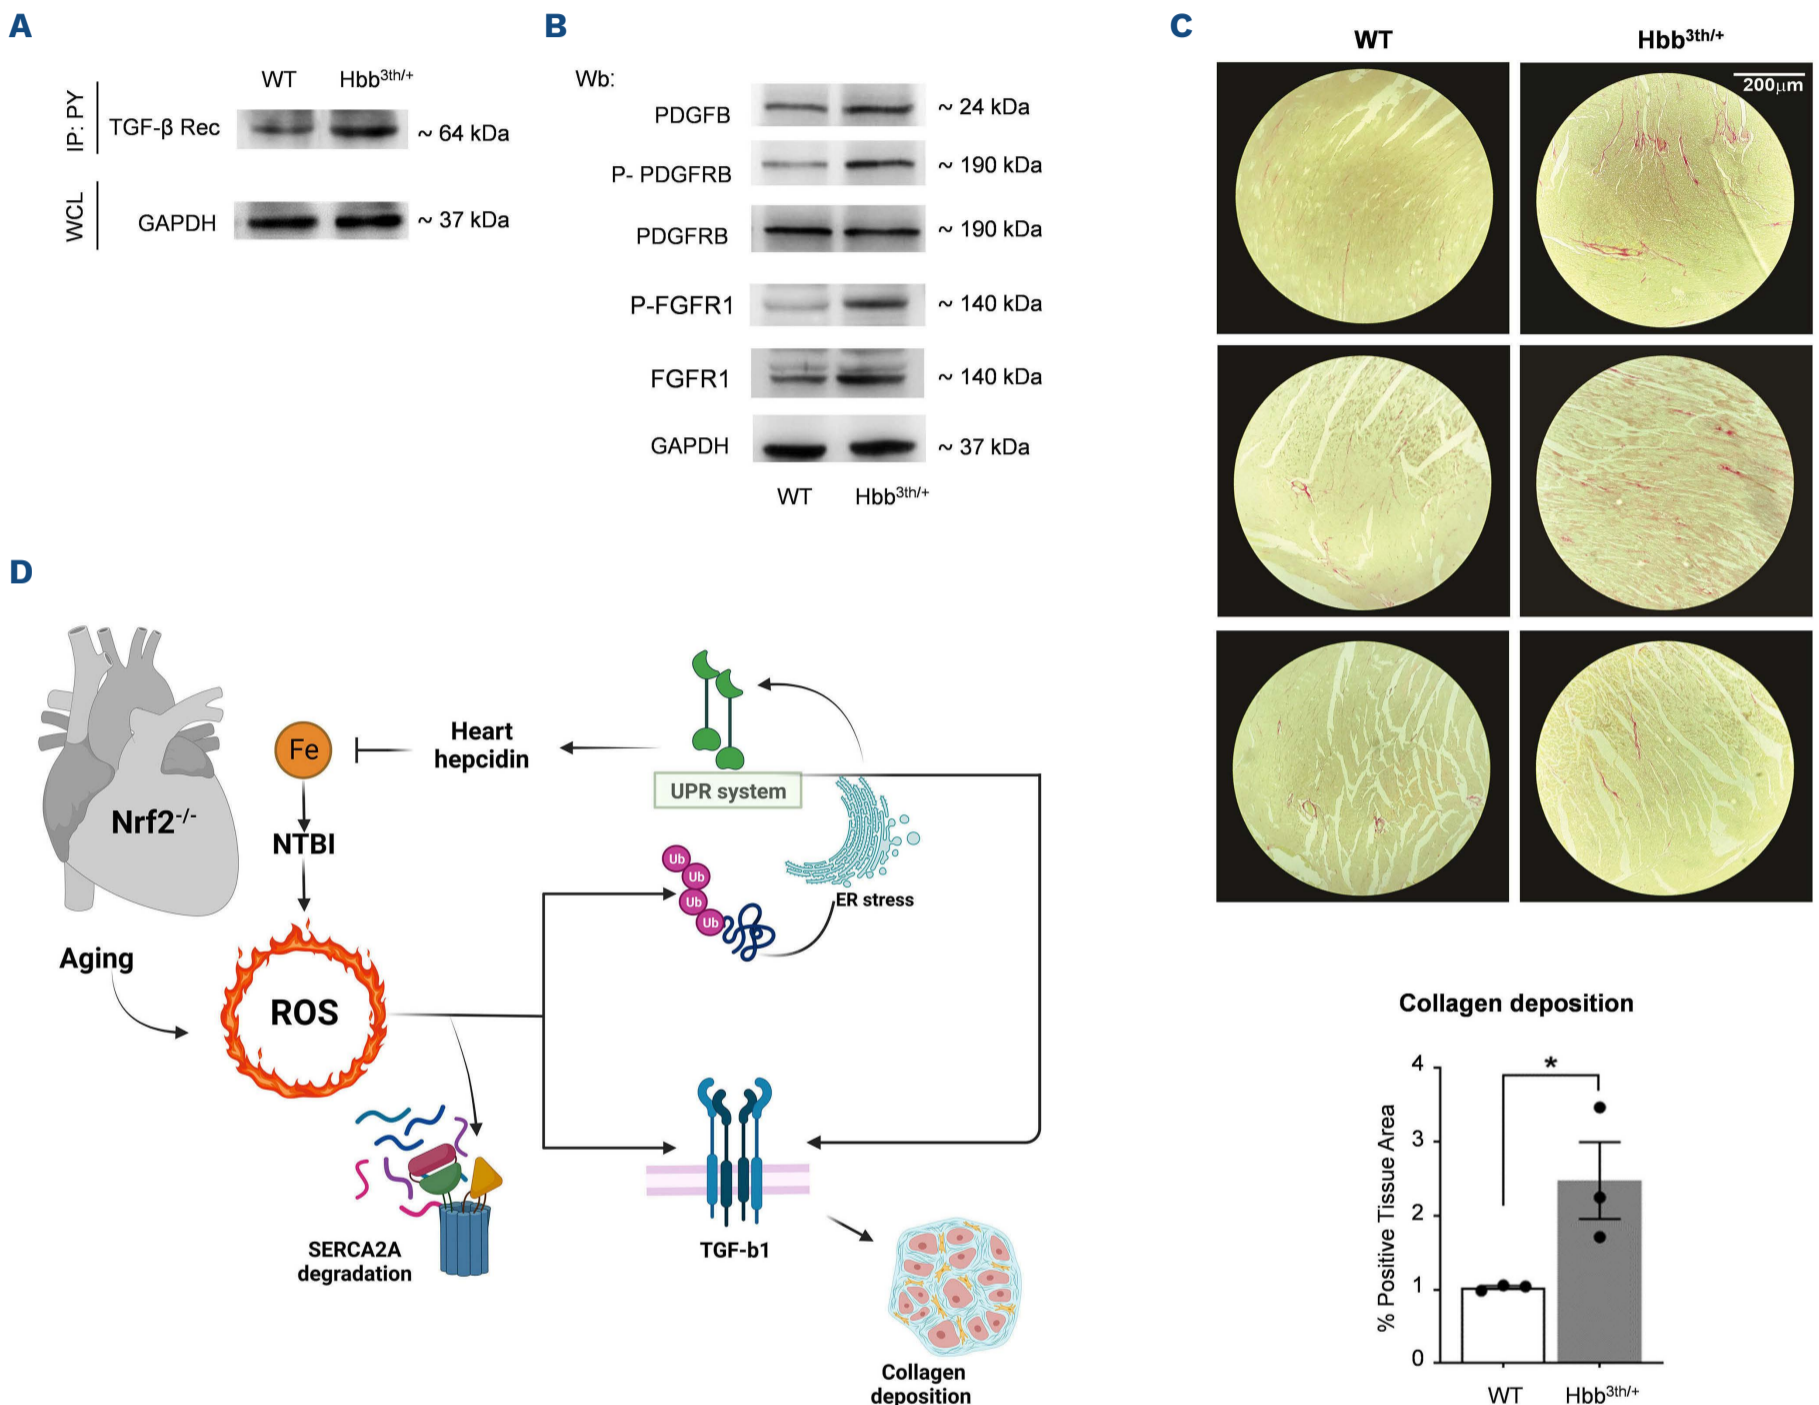 A
WT Hbb3th/+
IP: PY
TGF-β Rec
~ 64 kDa
WCL
GAPDH
~ 37 kDa
B
Wb:
PDGFB
~ 24 kDa
P- PDGFRB
~ 190 kDa
PDGFRB
~ 190 kDa
P-FGFR1
~ 140 kDa
FGFR1
~ 140 kDa
GAPDH
~ 37 kDa
WT Hbb3th/+
C
WT Hbb3th/+
200µm
Collagen deposition
% Positive Tissue Area
4
3
2
1
0
*
WT Hbb3th/+
D
Nrf2-/-
Fe
Heart
hepcidin
UPR system
NTBI
Ub
Ub
Ub
Ub
ER stress
Aging
ROS
SERCA2A
degradation
TGF-b1
Collagen
deposition